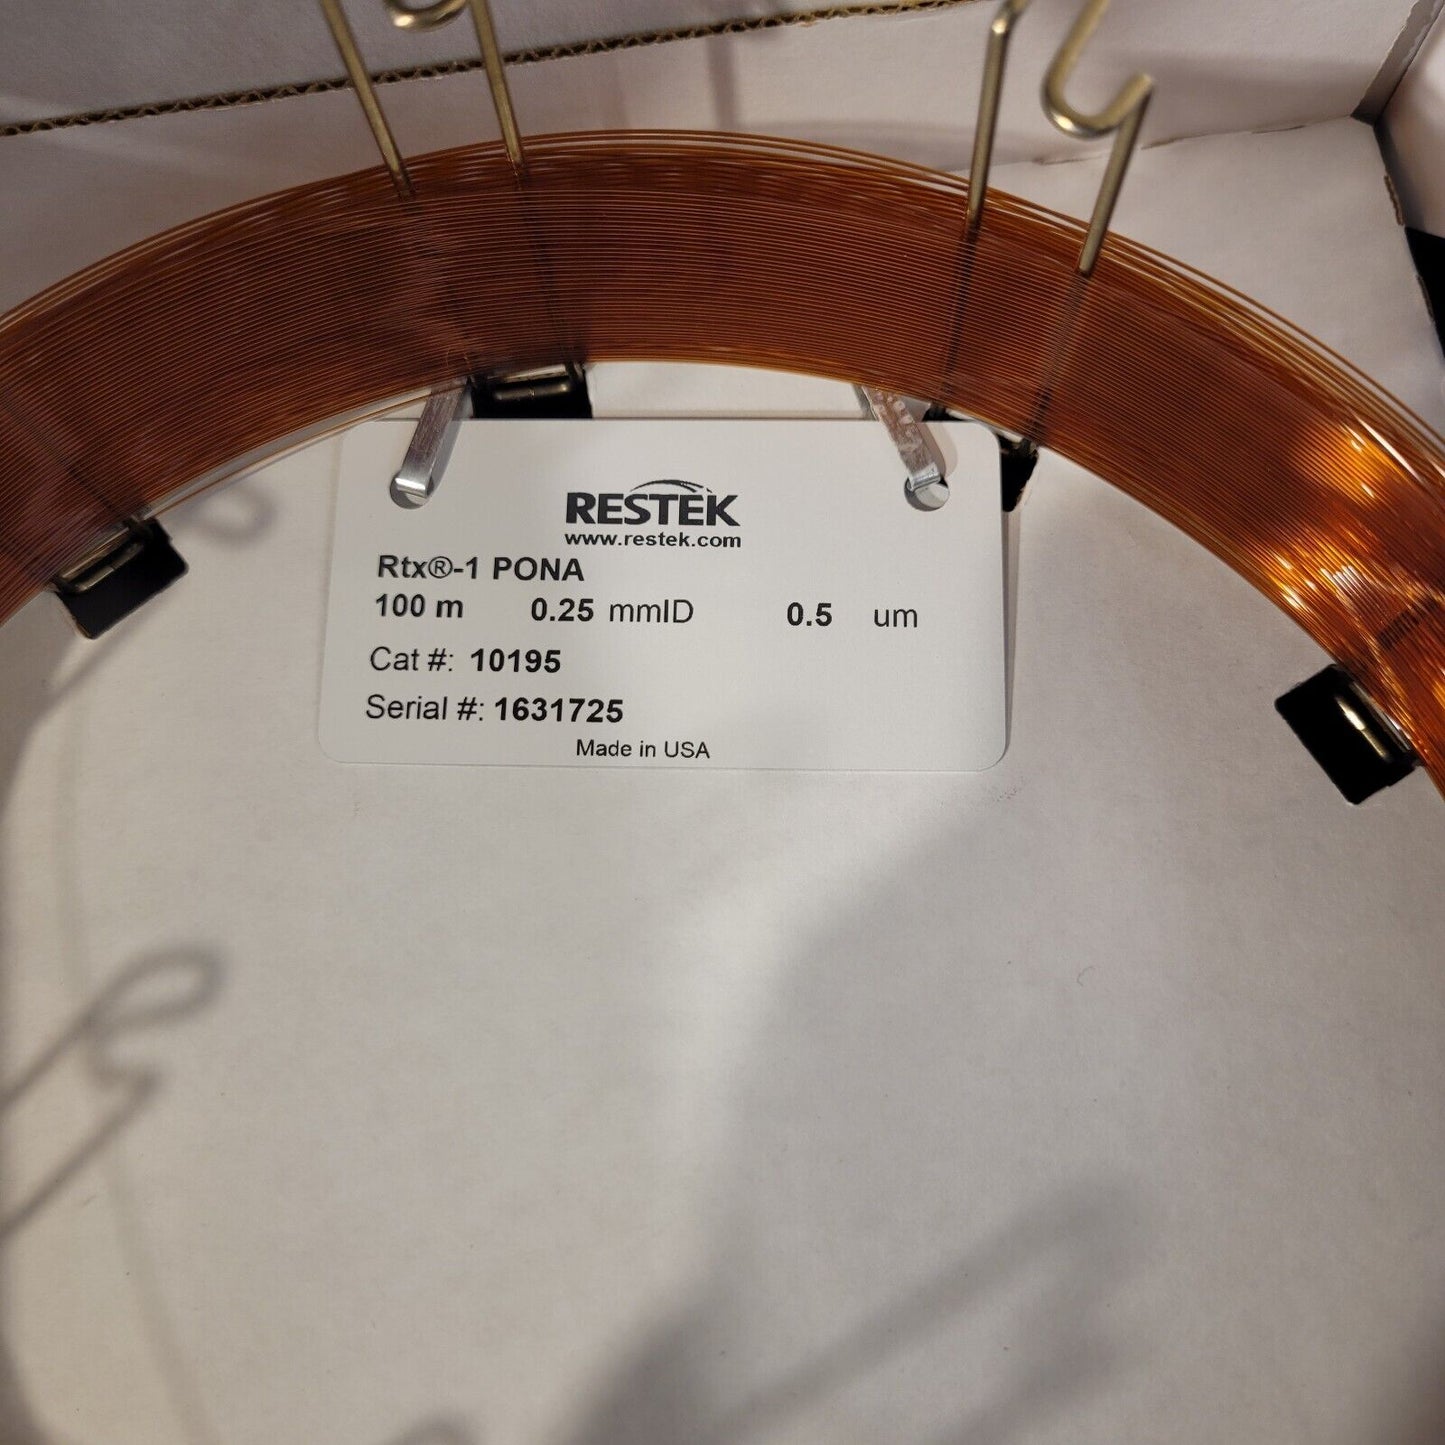 RESTEK
www.restek.com
Rtx®-1 PONA
100 m 0.25 mmID 0.5 um
Cat #: 10195
Serial #: 1631725
Made in USA